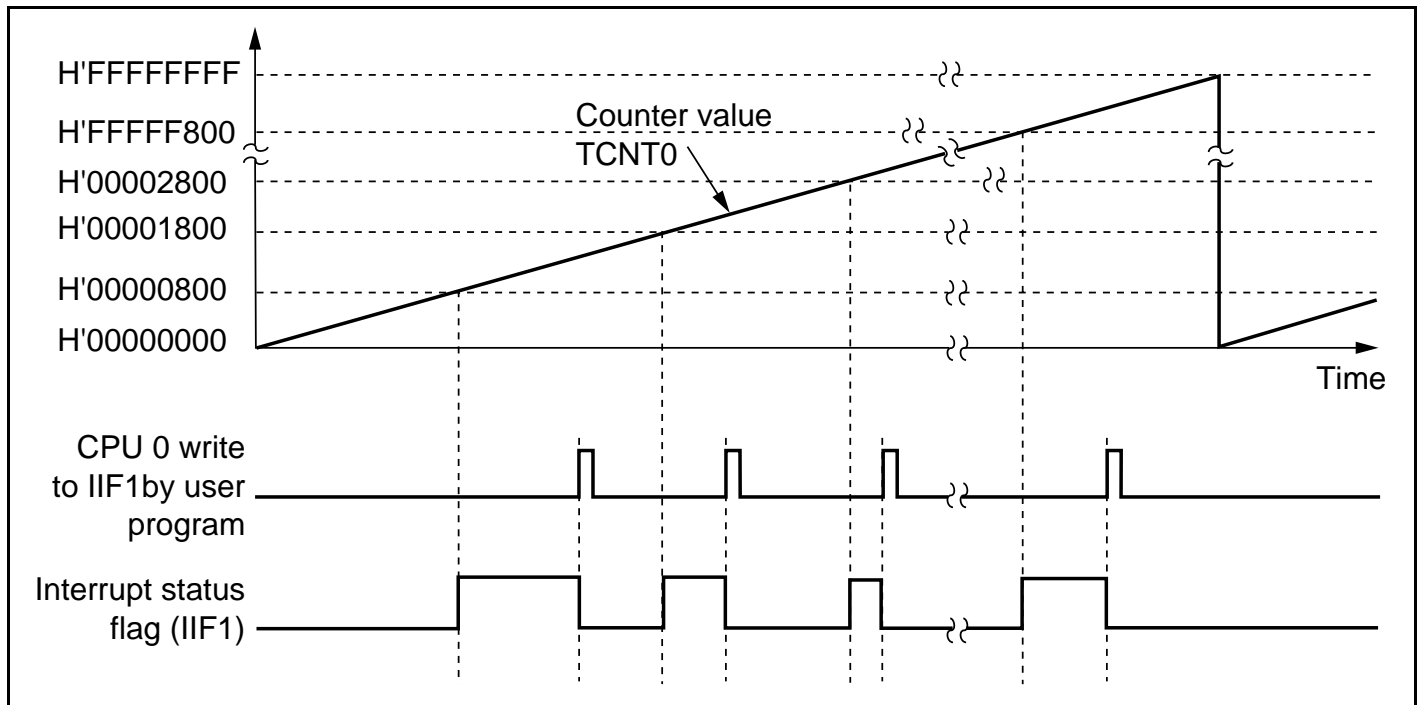 H'FFFFFFFF
H'FFFFF800
Counter value
TCNT0
H'00002800
H'00001800
H'00000800
H'00000000
Time
CPU 0 write
to IIF1by user
program
Interrupt status
flag (IIF1)